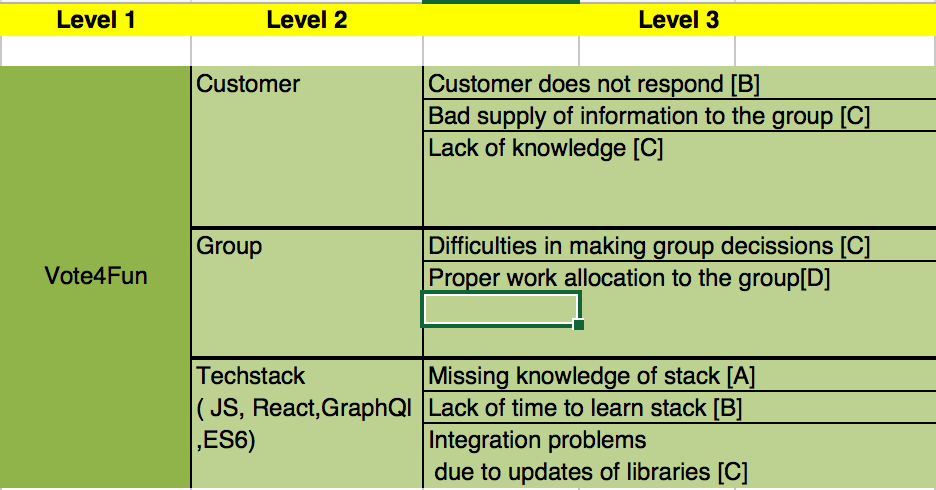 Level 1 Level 2 Level 3
Customer Customer does not respond [B]
Bad supply of information to the group [C]
Lack of knowledge [C]
Group Difficulties in making group decissions [C]
Vote4Fun Proper work allocation to the group[D]
Techstack Missing knowledge of stack [A]
( JS, React,GraphQl Lack of time to learn stack [B]
,ES6) Integration problems
due to updates of libraries [C]